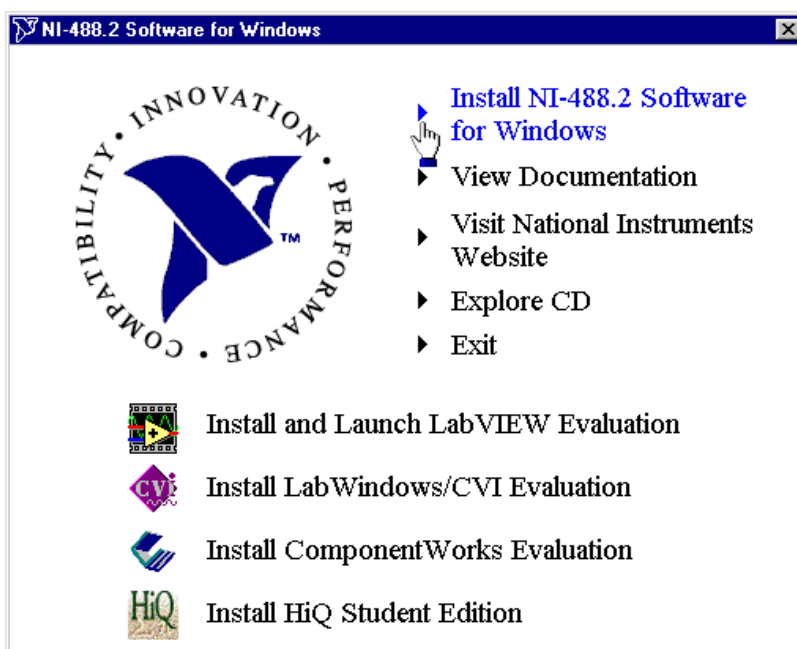 NI-488.2 Software for Windows
COMPATIBILITY · INNOVATION · PERFORMANCE ·
TM
Install NI-488.2 Software
for Windows
View Documentation
Visit National Instruments
Website
Explore CD
Exit
Install and Launch LabVIEW Evaluation
CVI
Install LabWindows/CVI Evaluation
Install ComponentWorks Evaluation
HiQ
Install HiQ Student Edition